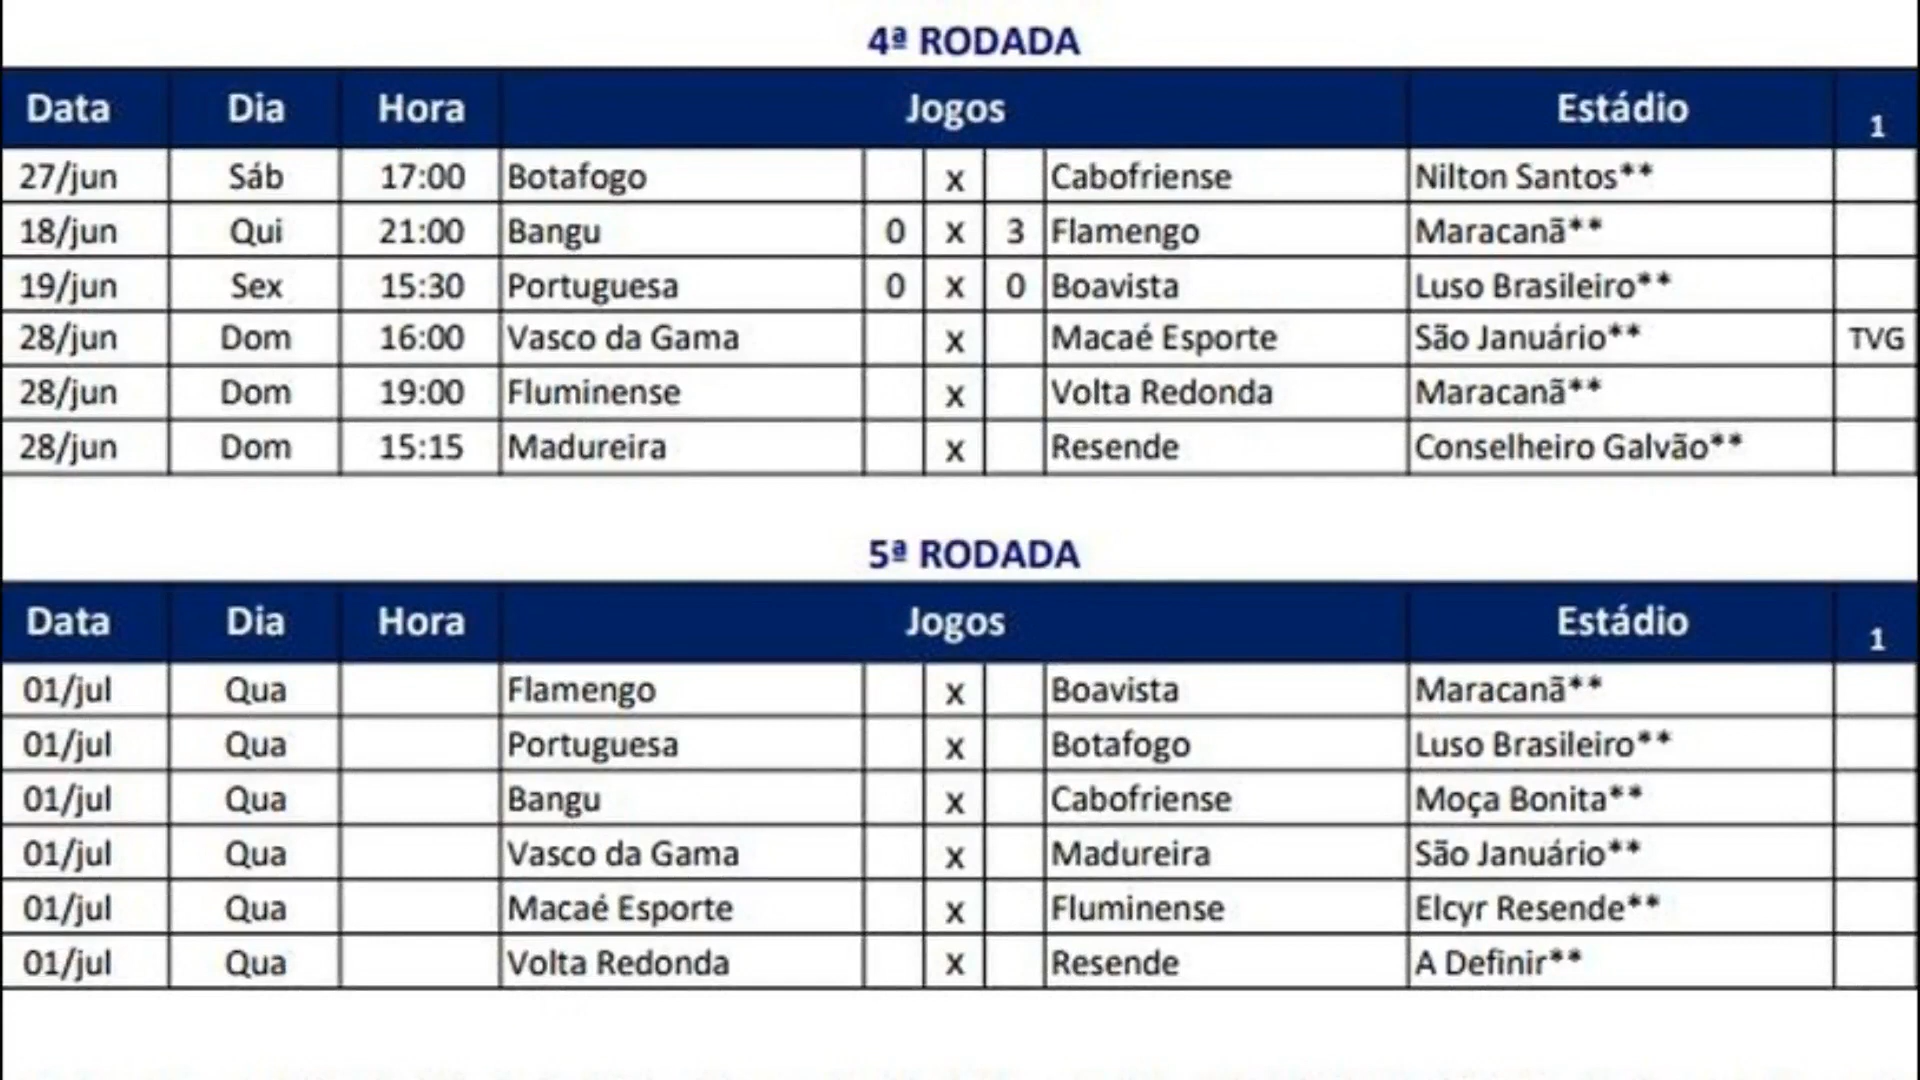 4ª RODADA
Data Dia Hora Jogos Estádio 1
27/jun Sáb 17:00 Botafogo x Cabofriense Nilton Santos**
18/jun Qui 21:00 Bangu 0 x 3 Flamengo Maracanã**
19/jun Sex 15:30 Portuguesa 0 x 0 Boavista Luso Brasileiro**
28/jun Dom 16:00 Vasco da Gama x Macaé Esporte São Januário** TVG
28/jun Dom 19:00 Fluminense x Volta Redonda Maracanã**
28/jun Dom 15:15 Madureira x Resende Conselheiro Galvão**
5ª RODADA
Data Dia Hora Jogos Estádio 1
01/jul Qua Flamengo x Boavista Maracanã**
01/jul Qua Portuguesa x Botafogo Luso Brasileiro**
01/jul Qua Bangu x Cabofriense Moça Bonita**
01/jul Qua Vasco da Gama x Madureira São Januário**
01/jul Qua Macaé Esporte x Fluminense Elcyr Resende**
01/jul Qua Volta Redonda x Resende A Definir**